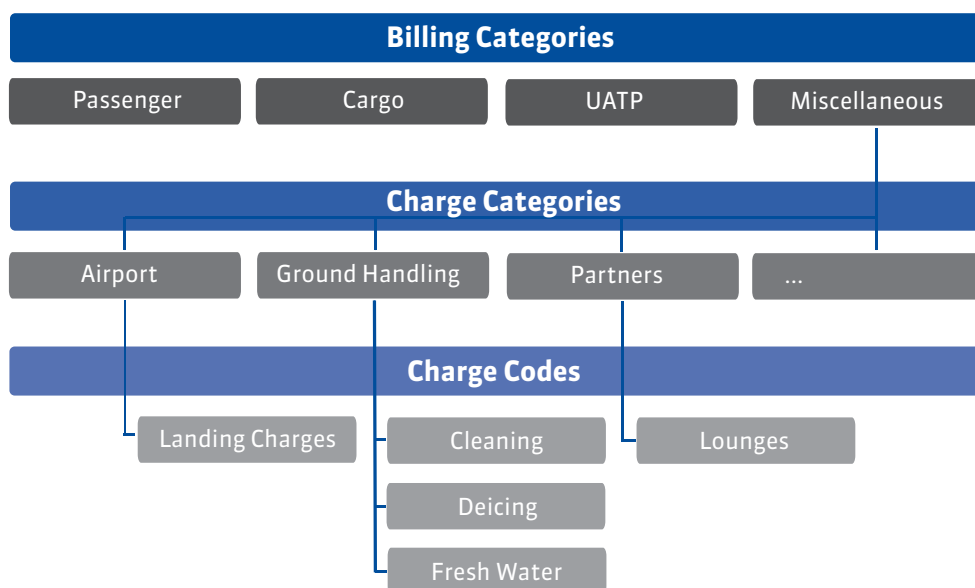 Billing Categories
Passenger
Cargo
UATP
Miscellaneous
Charge Categories
Airport
Ground Handling
Partners
...
Charge Codes
Landing Charges
Cleaning
Lounges
Deicing
Fresh Water